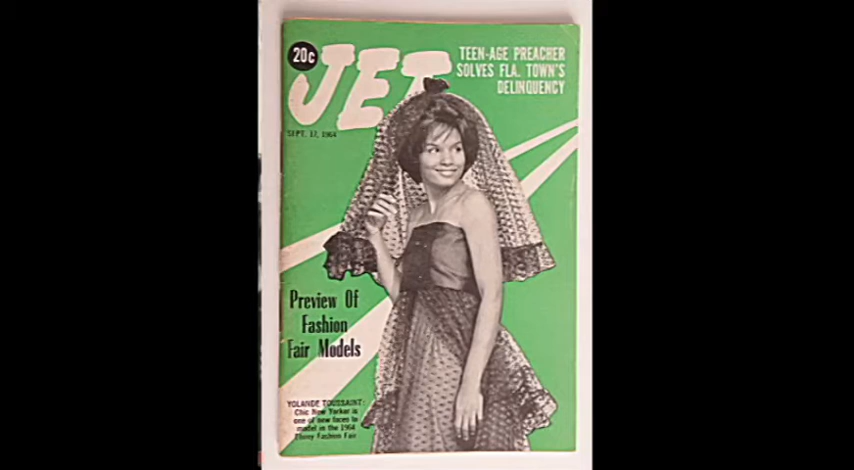 20c
JET
TEEN-AGE PREACHER
SOLVES FLA. TOWN'S
DELINQUENCY
SEPT. 17, 1964
Preview Of
Fashion
Fair Models
YOLANDE TOUSSAINT:
Chic New Yorker is
one of new faces to
model in the 1964
Ebony Fashion Fair